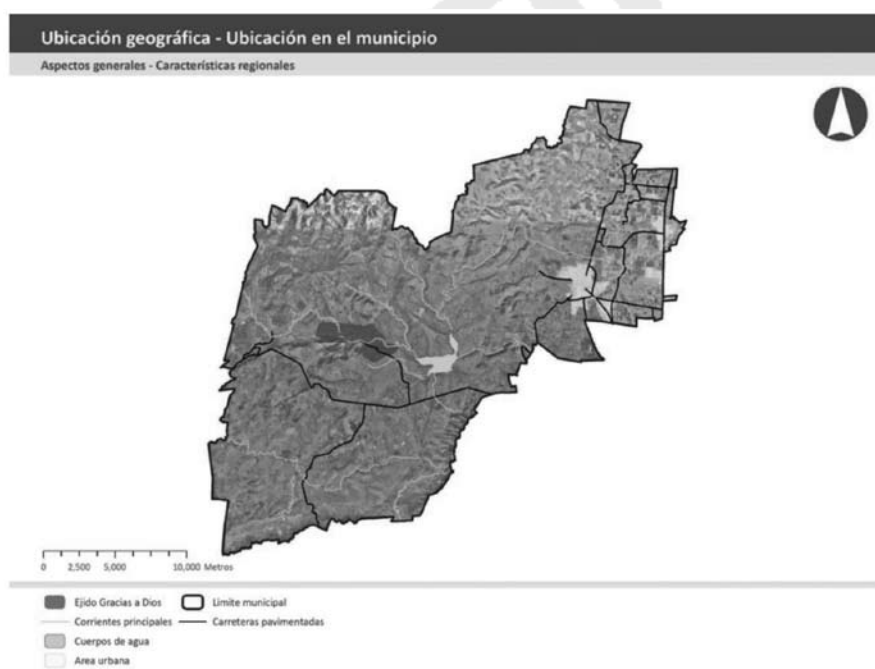 Ubicación geográfica - Ubicación en el municipio
Aspectos generales - Características regionales
0 2,500 5,000 10,000 Metros
Ejido Gracias a Dios Limite municipal
Corrientes principales Carreteras pavimentadas
Cuerpos de agua
Area urbana